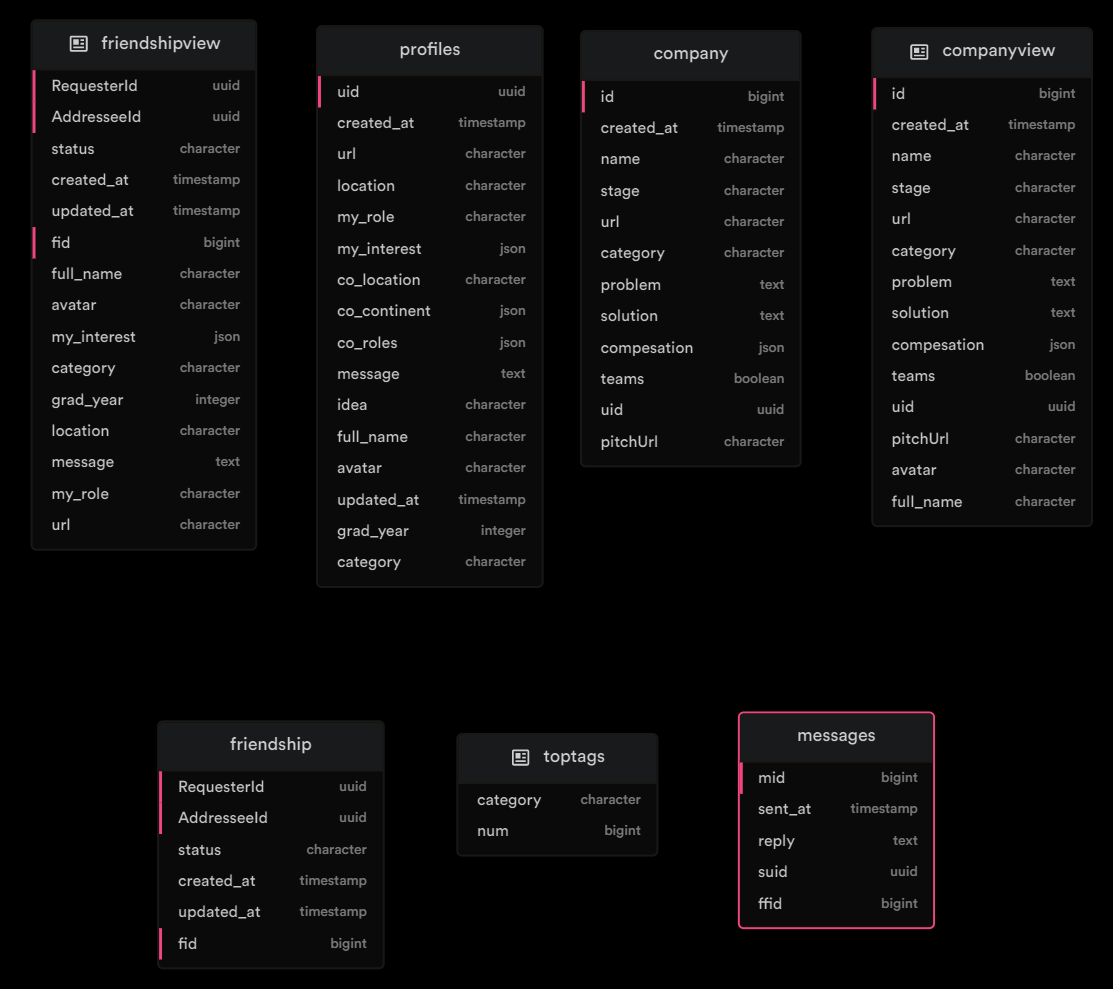 friendshipview
RequesterId uuid
AddresseeId uuid
status character
created_at timestamp
updated_at timestamp
fid bigint
full_name character
avatar character
my_interest json
category character
grad_year integer
location character
message text
my_role character
url character
profiles
uid uuid
created_at timestamp
url character
location character
my_role character
my_interest json
co_location character
co_continent json
co_roles json
message text
idea character
full_name character
avatar character
updated_at timestamp
grad_year integer
category character
company
id bigint
created_at timestamp
name character
stage character
url character
category character
problem text
solution text
compesation json
teams boolean
uid uuid
pitchUrl character
companyview
id bigint
created_at timestamp
name character
stage character
url character
category character
problem text
solution text
compesation json
teams boolean
uid uuid
pitchUrl character
avatar character
full_name character
friendship
RequesterId uuid
AddresseeId uuid
status character
created_at timestamp
updated_at timestamp
fid bigint
toptags
category character
num bigint
messages
mid bigint
sent_at timestamp
reply text
suid uuid
ffid bigint